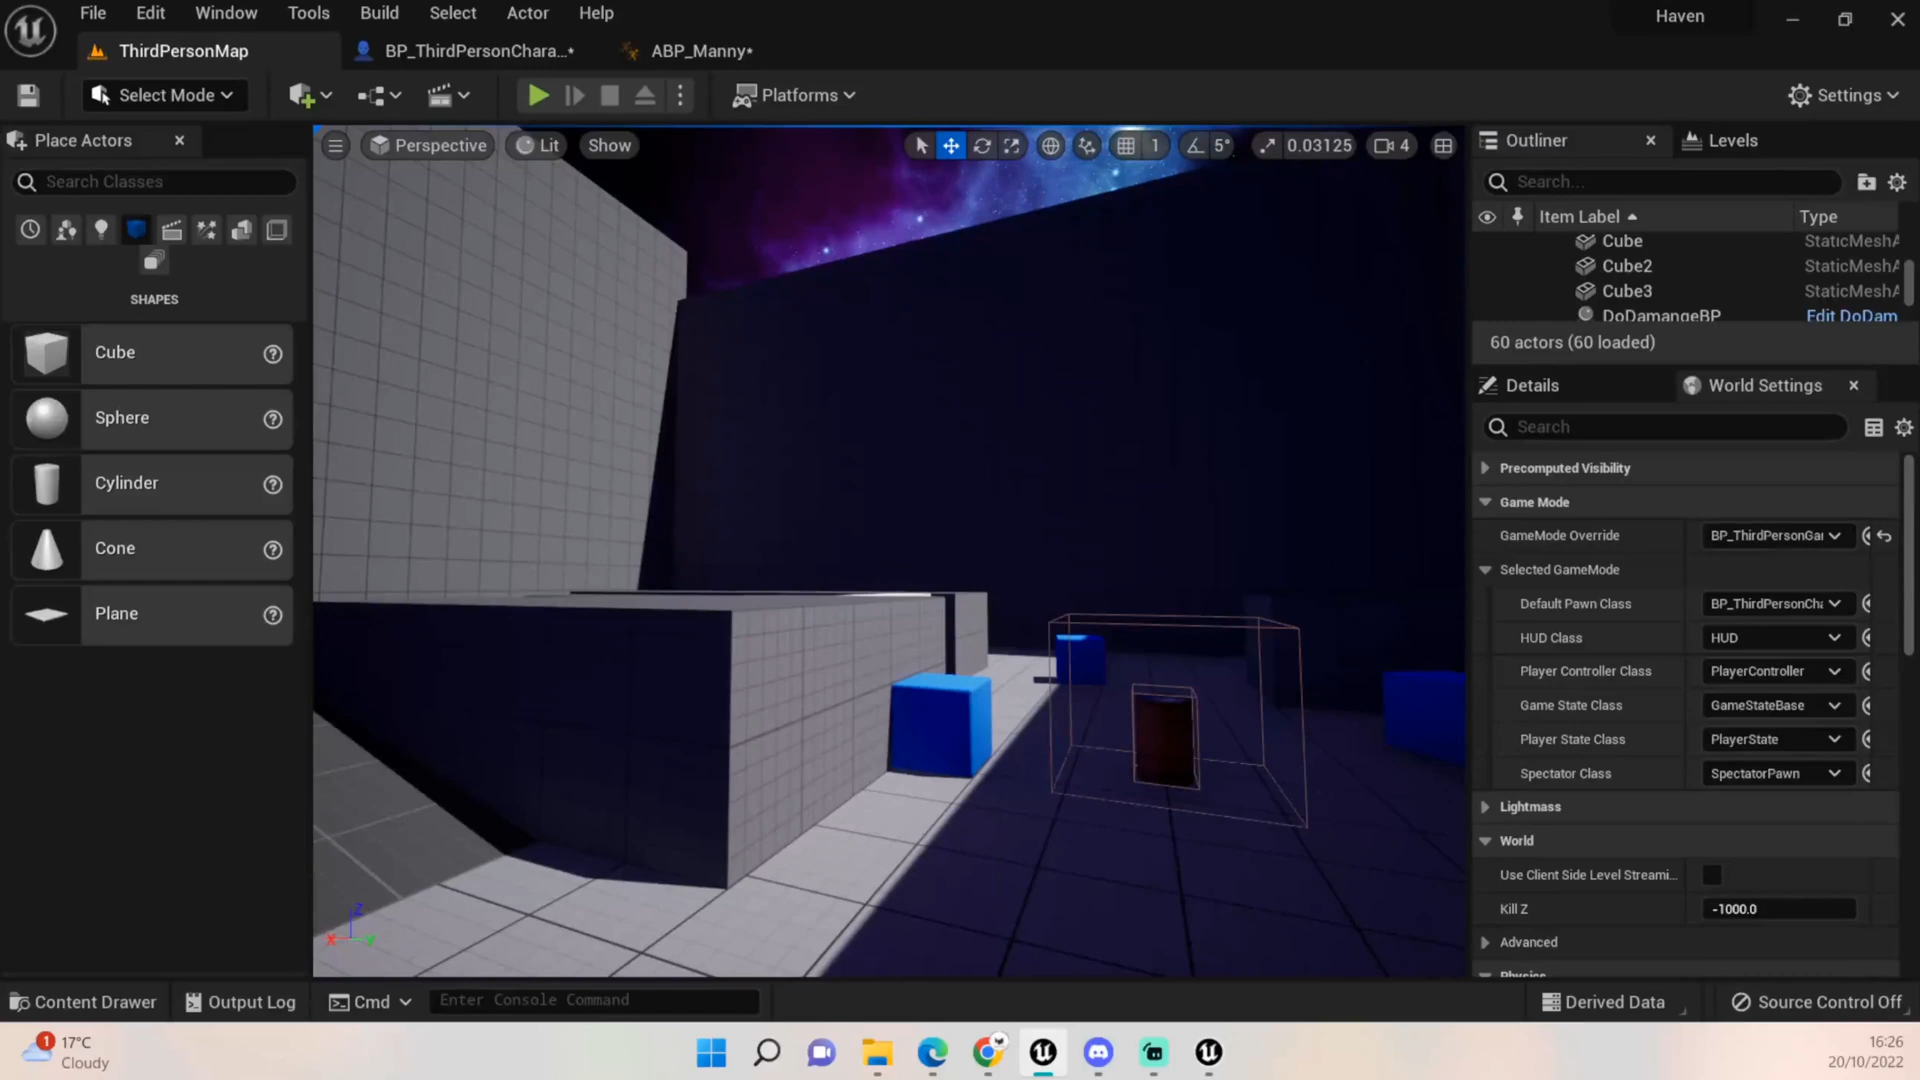 File Edit Window Tools Build Select Actor Help
Haven
ThirdPersonMap
BP_ThirdPersonChara...*
ABP_Manny*
Select Mode
Platforms
Settings
Place Actors
Search Classes
SHAPES
Cube
Sphere
Cylinder
Cone
Plane
Perspective
Lit
Show
1
5°
0.03125
4
Z
X
Y
Outliner
Levels
Search...
Item Label
Type
Cube StaticMeshA
Cube2 StaticMeshA
Cube3 StaticMeshA
DoDamangeBP Edit DoDam
60 actors (60 loaded)
Details
World Settings
Search
Precomputed Visibility
Game Mode
GameMode Override BP_ThirdPersonGa
Selected GameMode
Default Pawn Class BP_ThirdPersonCha
HUD Class HUD
Player Controller Class PlayerController
Game State Class GameStateBase
Player State Class PlayerState
Spectator Class SpectatorPawn
Lightmass
World
Use Client Side Level Streami...
Kill Z -1000.0
Advanced
Physics
Content Drawer
Output Log
Cmd
Enter Console Command
Derived Data
Source Control Off
1
17°C
Cloudy
16:26
20/10/2022